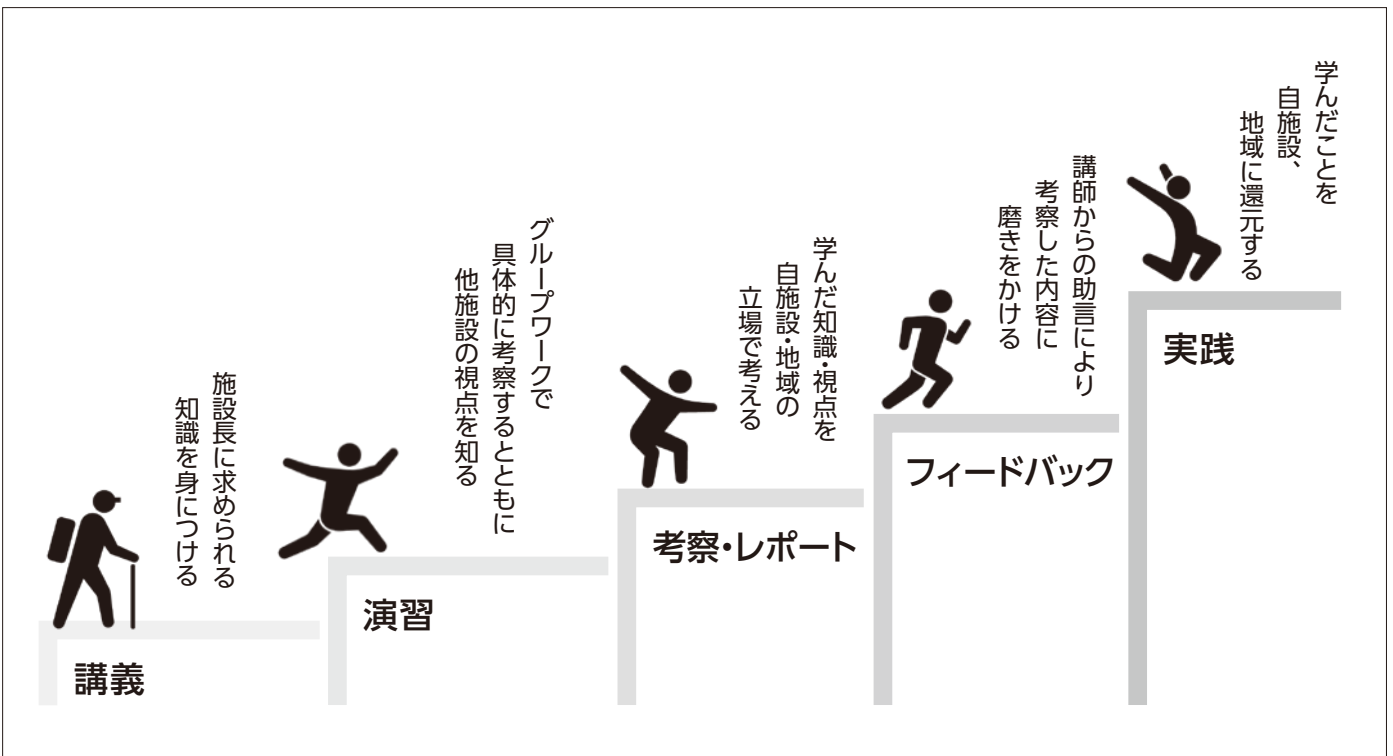 施設長に求められる
知識を身につける
講義
グループワークで
具体的に考察するとともに
他施設の視点を知る
演習
学んだ知識・視点を
自施設・地域の
立場で考える
考察・レポート
講師からの助言により
考察した内容に
磨きをかける
フィードバック
学んだことを
自施設、
地域に還元する
実践